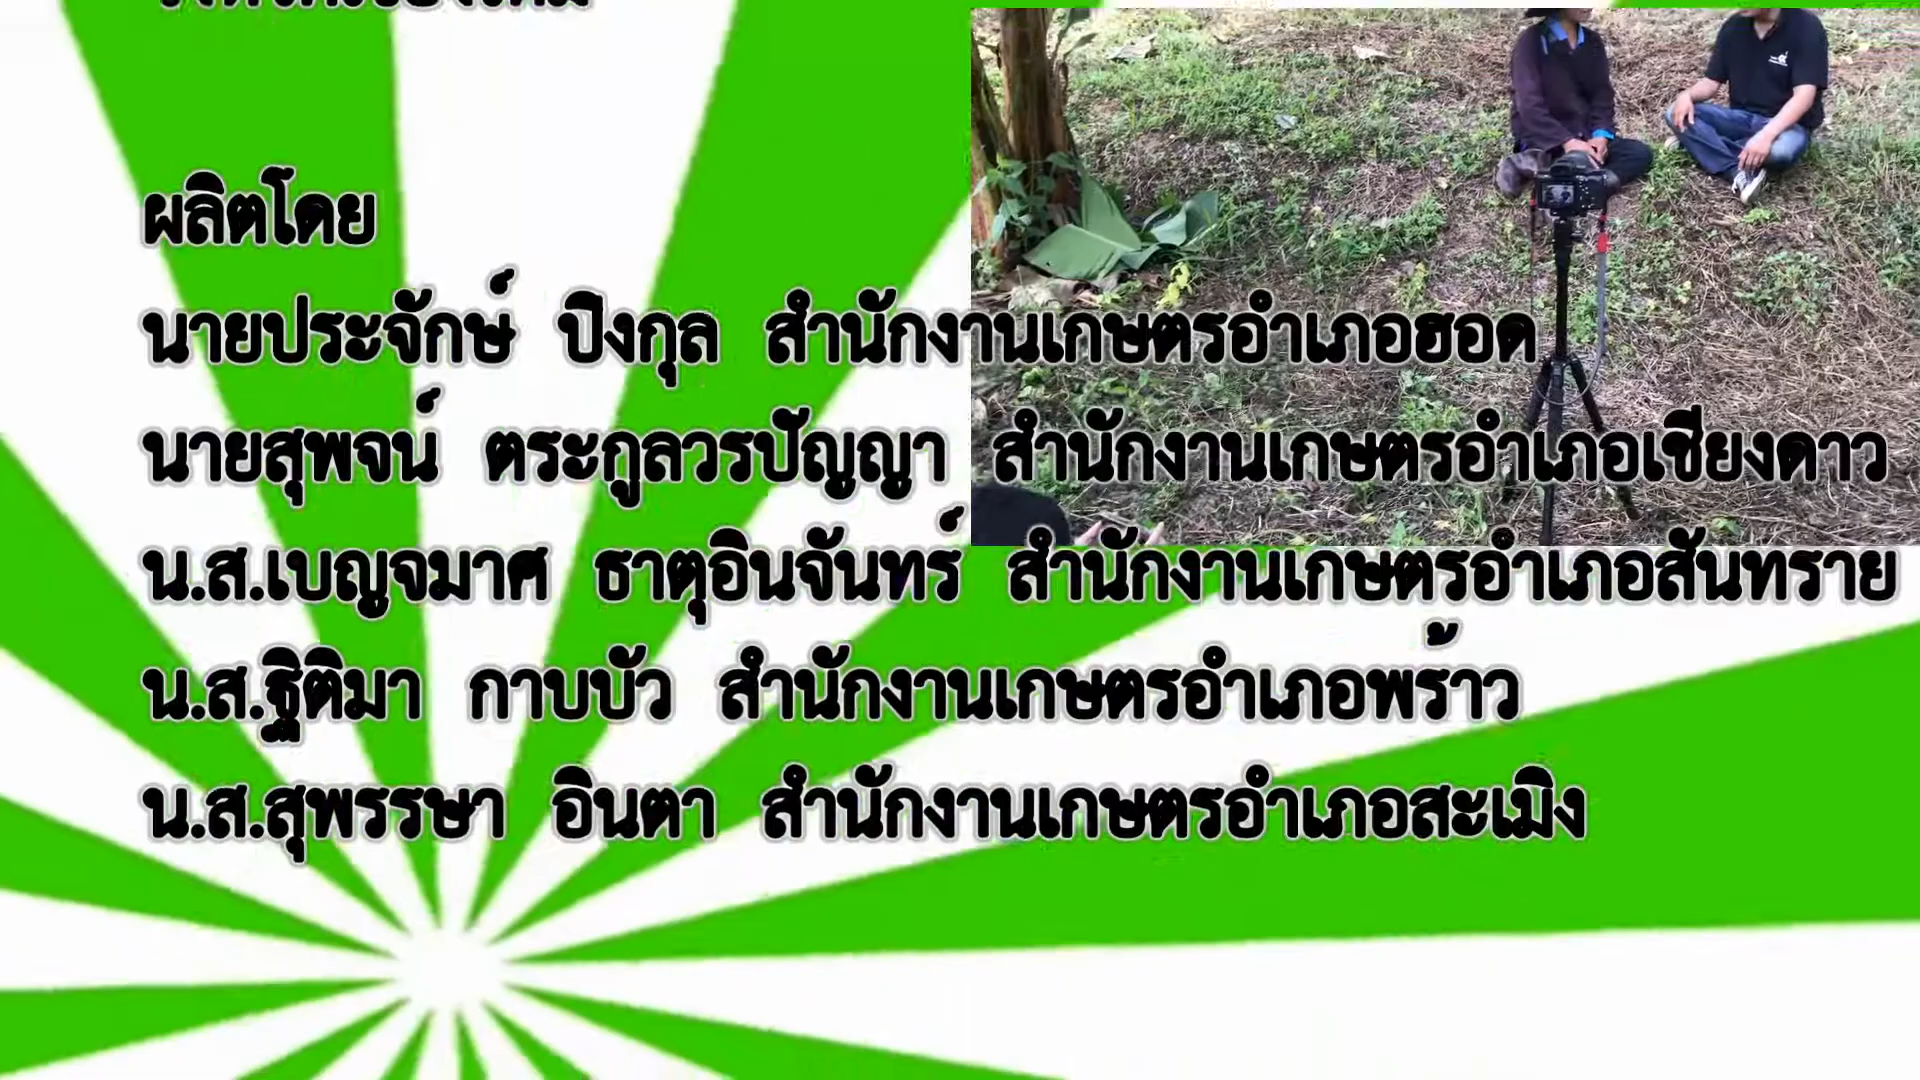 ผลิตโดย
นายประจักษ์ ปิงกุล สำนักงานเกษตรอำเภอฮอด
นายสุพจน์ ตระกูลวรปัญญา สำนักงานเกษตรอำเภอเชียงดาว
น.ส.เบญจมาศ ธาตุอินจันทร์ สำนักงานเกษตรอำเภอสันทราย
น.ส.ฐิติมา กาบบัว สำนักงานเกษตรอำเภอพร้าว
น.ส.สุพรรษา อินตา สำนักงานเกษตรอำเภอสะเมิง